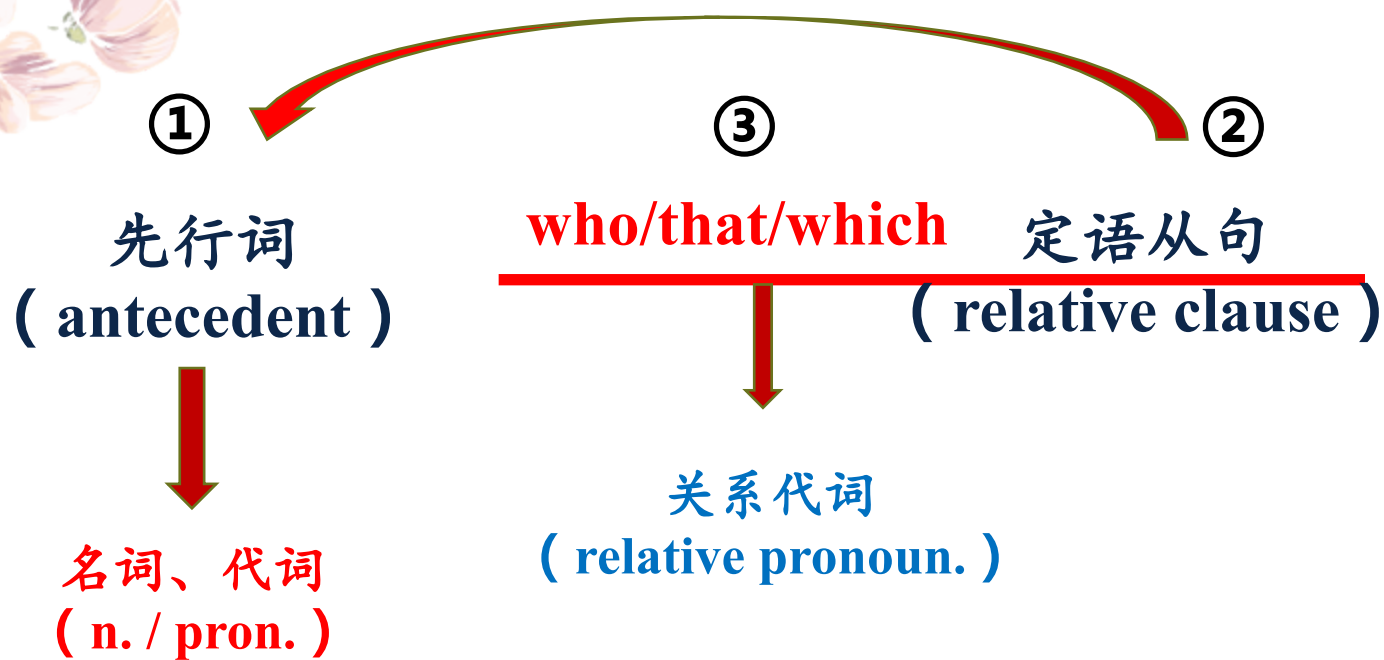 ① ③ ②
先行词 who/that/which 定语从句
（antecedent） （relative clause）
关系代词
（relative pronoun.）
名词、代词
（n. / pron.）